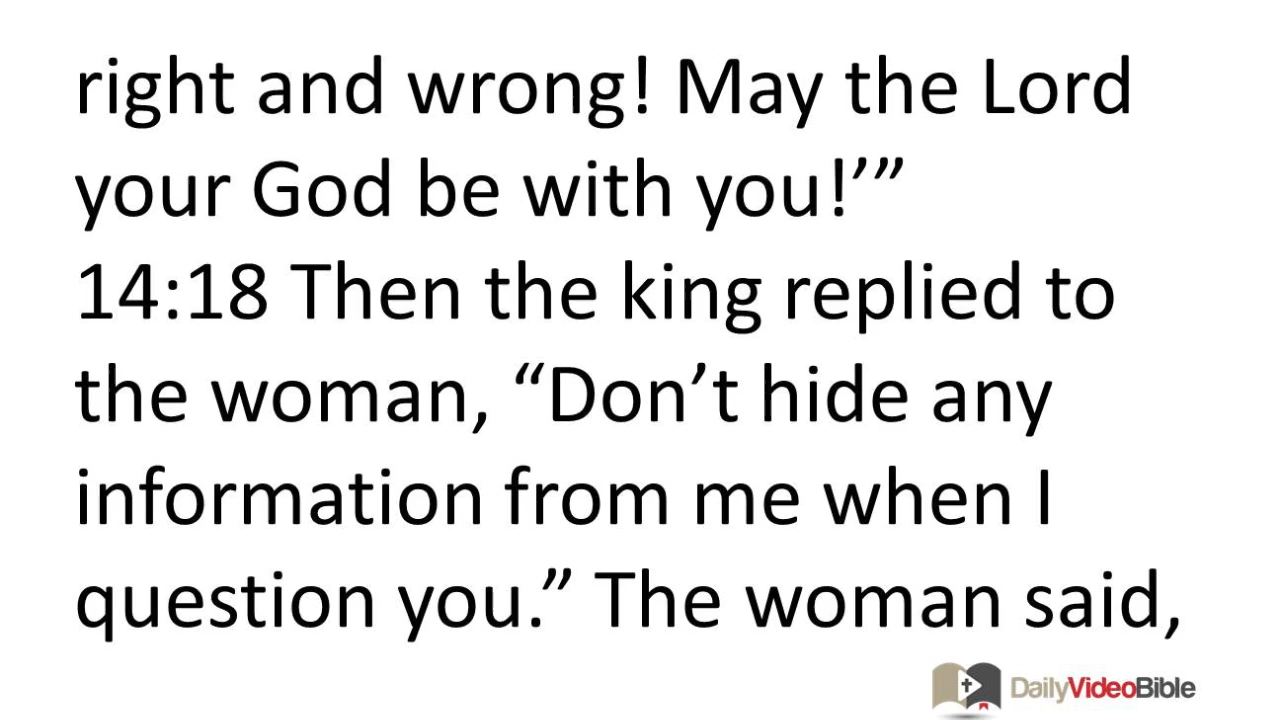 right and wrong! May the Lord
your God be with you!’”
14:18 Then the king replied to
the woman, “Don’t hide any
information from me when I
question you.” The woman said,
DailyVideoBible